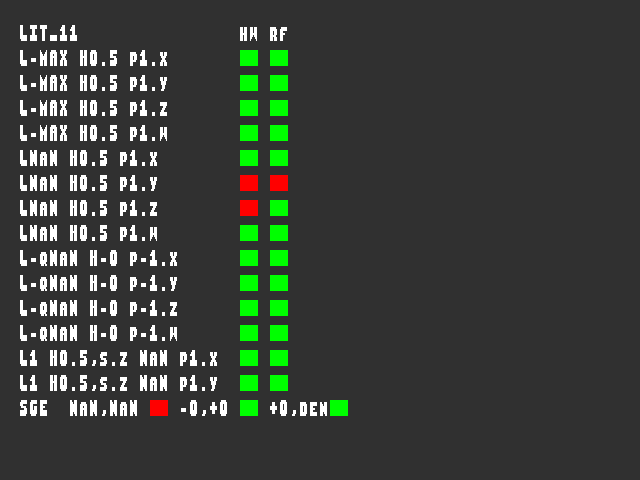 LIT_11 HW RF
L-MAX H0.5 p1.x
L-MAX H0.5 p1.y
L-MAX H0.5 p1.z
L-MAX H0.5 p1.w
LNaN H0.5 p1.x
LNaN H0.5 p1.y
LNaN H0.5 p1.z
LNaN H0.5 p1.w
L-qNaN H-0 p-1.x
L-qNaN H-0 p-1.y
L-qNaN H-0 p-1.z
L-qNaN H-0 p-1.w
L1 H0.5,s.z NaN p1.x
L1 H0.5,s.z NaN p1.y
SGE NaN,NaN -0,+0 +0,DEN